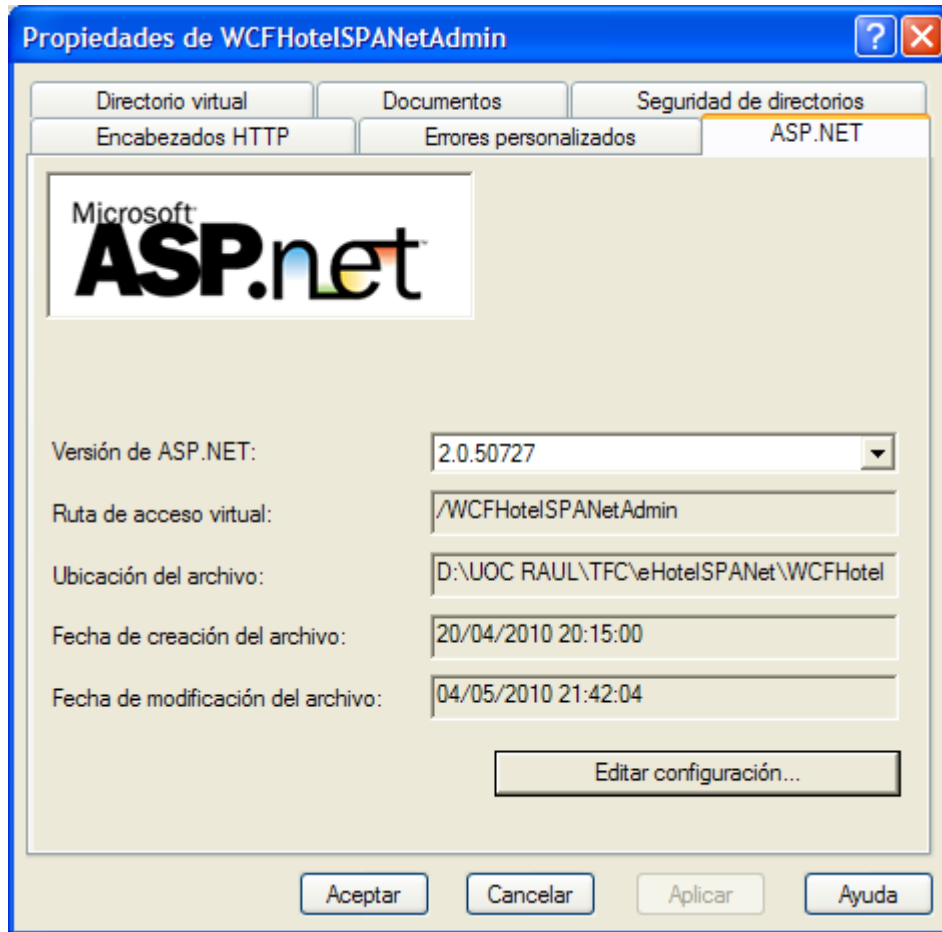 Propiedades de WCFHotelSPANetAdmin
Directorio virtual Documentos Seguridad de directorios
Encabezados HTTP Errores personalizados ASP.NET
Microsoft
ASP.net
Versión de ASP.NET: 2.0.50727
Ruta de acceso virtual: /WCFHotelSPANetAdmin
Ubicación del archivo: D:\UOC RAUL\TFC\eHotelSPANet\WCFHotel
Fecha de creación del archivo: 20/04/2010 20:15:00
Fecha de modificación del archivo: 04/05/2010 21:42:04
Editar configuración...
Aceptar Cancelar Aplicar Ayuda